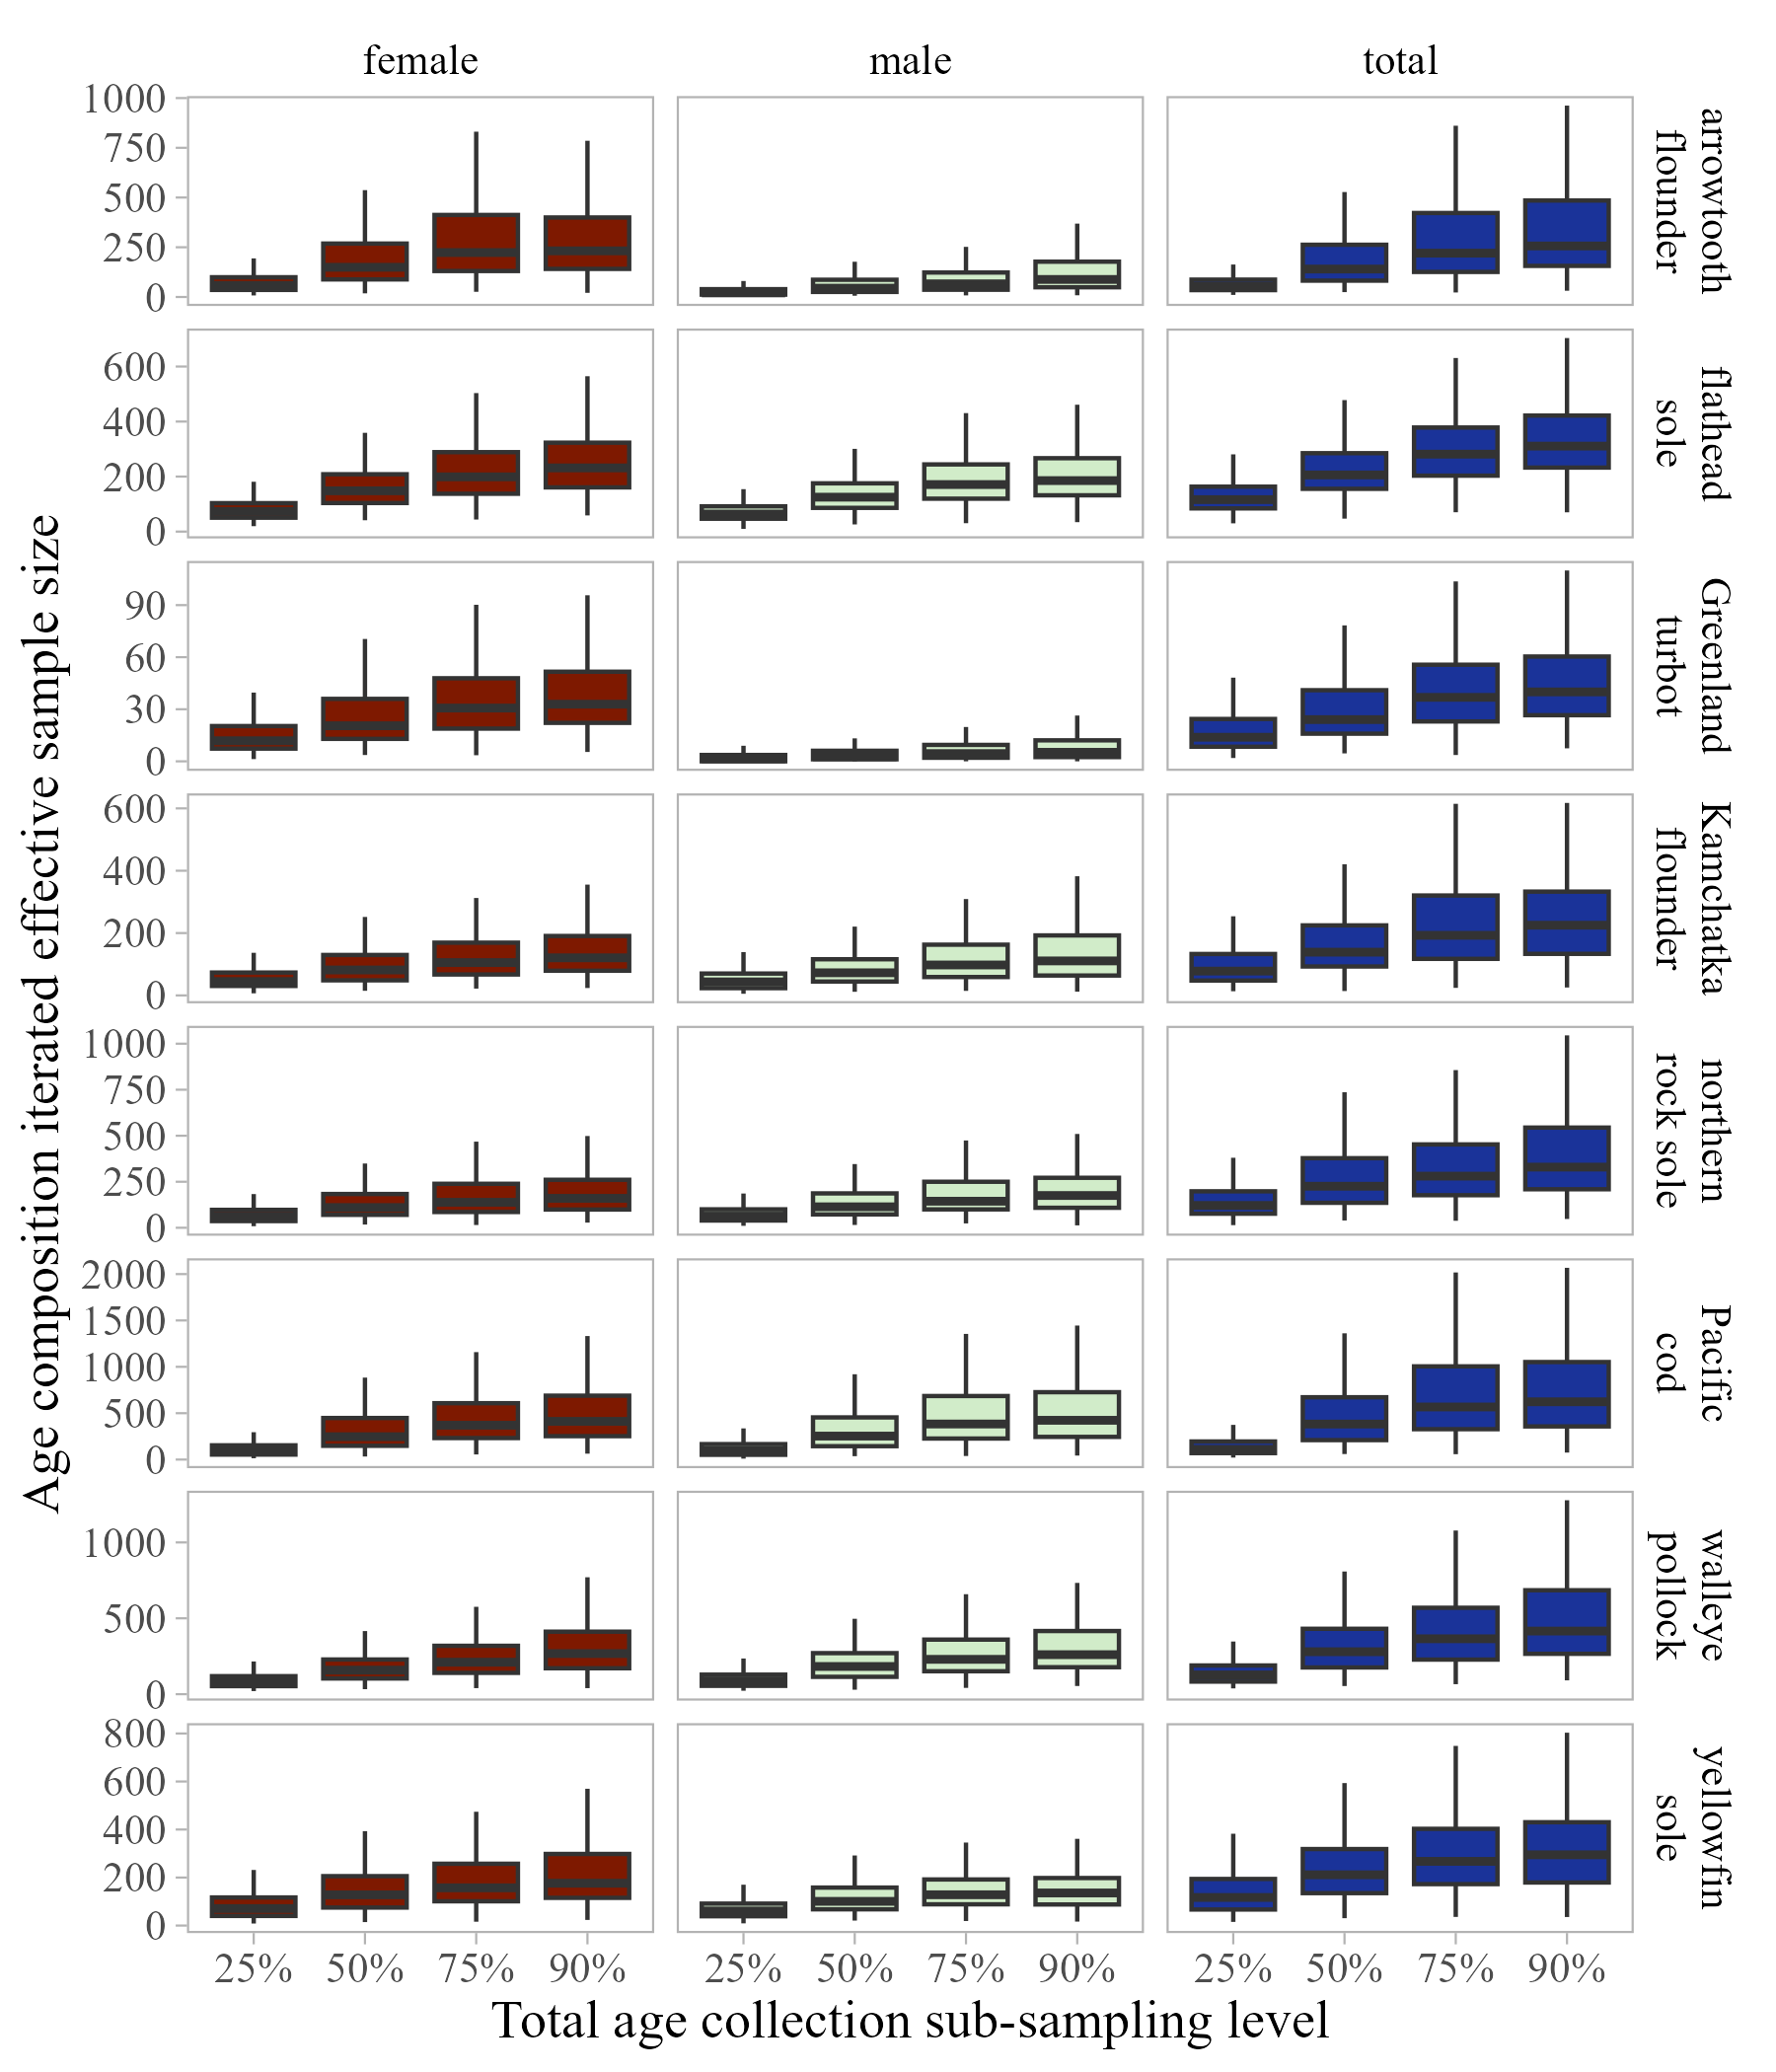 female male total
1000
750
500
250
0
arrowtooth
flounder
600
400
200
0
flathead
sole
90
60
30
0
Greenland
turbot
600
400
200
0
Kamchatka
flounder
1000
750
500
250
0
northern
rock sole
2000
1500
1000
500
0
Pacific
cod
1000
500
0
walleye
pollock
800
600
400
200
0
yellowfin
sole
25% 50% 75% 90% 25% 50% 75% 90% 25% 50% 75% 90%
Total age collection sub-sampling level
Age composition iterated effective sample size